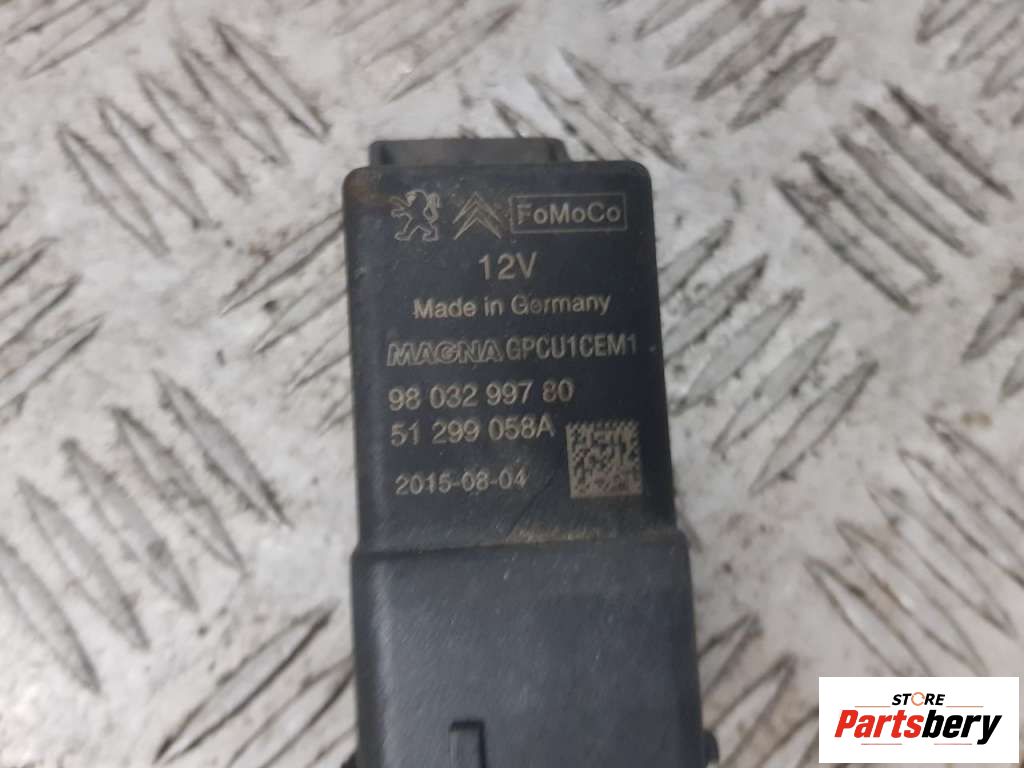 FoMoCo
12V
Made in Germany
MAGNA GPCU1CEM1
98 032 997 80
51 299 058A
2015-08-04
STORE
Partsbery